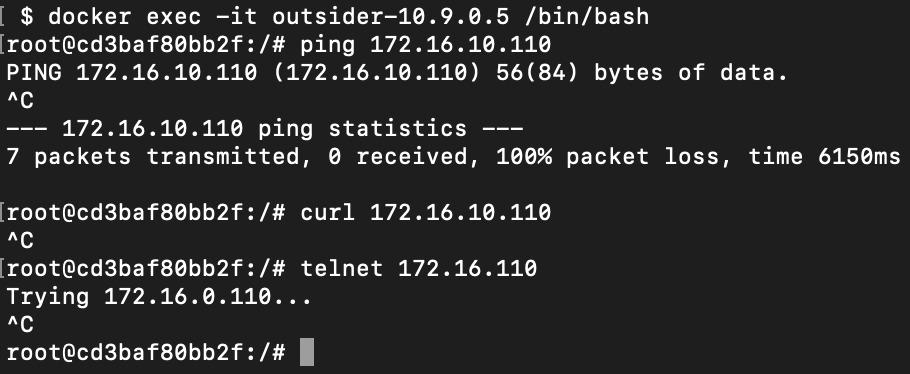 [ $ docker exec -it outsider-10.9.0.5 /bin/bash
[root@cd3baf80bb2f:/# ping 172.16.10.110
PING 172.16.10.110 (172.16.10.110) 56(84) bytes of data.
^C
--- 172.16.10.110 ping statistics ---
7 packets transmitted, 0 received, 100% packet loss, time 6150ms
[root@cd3baf80bb2f:/# curl 172.16.10.110
^C
[root@cd3baf80bb2f:/# telnet 172.16.110
Trying 172.16.0.110...
^C
root@cd3baf80bb2f:/#